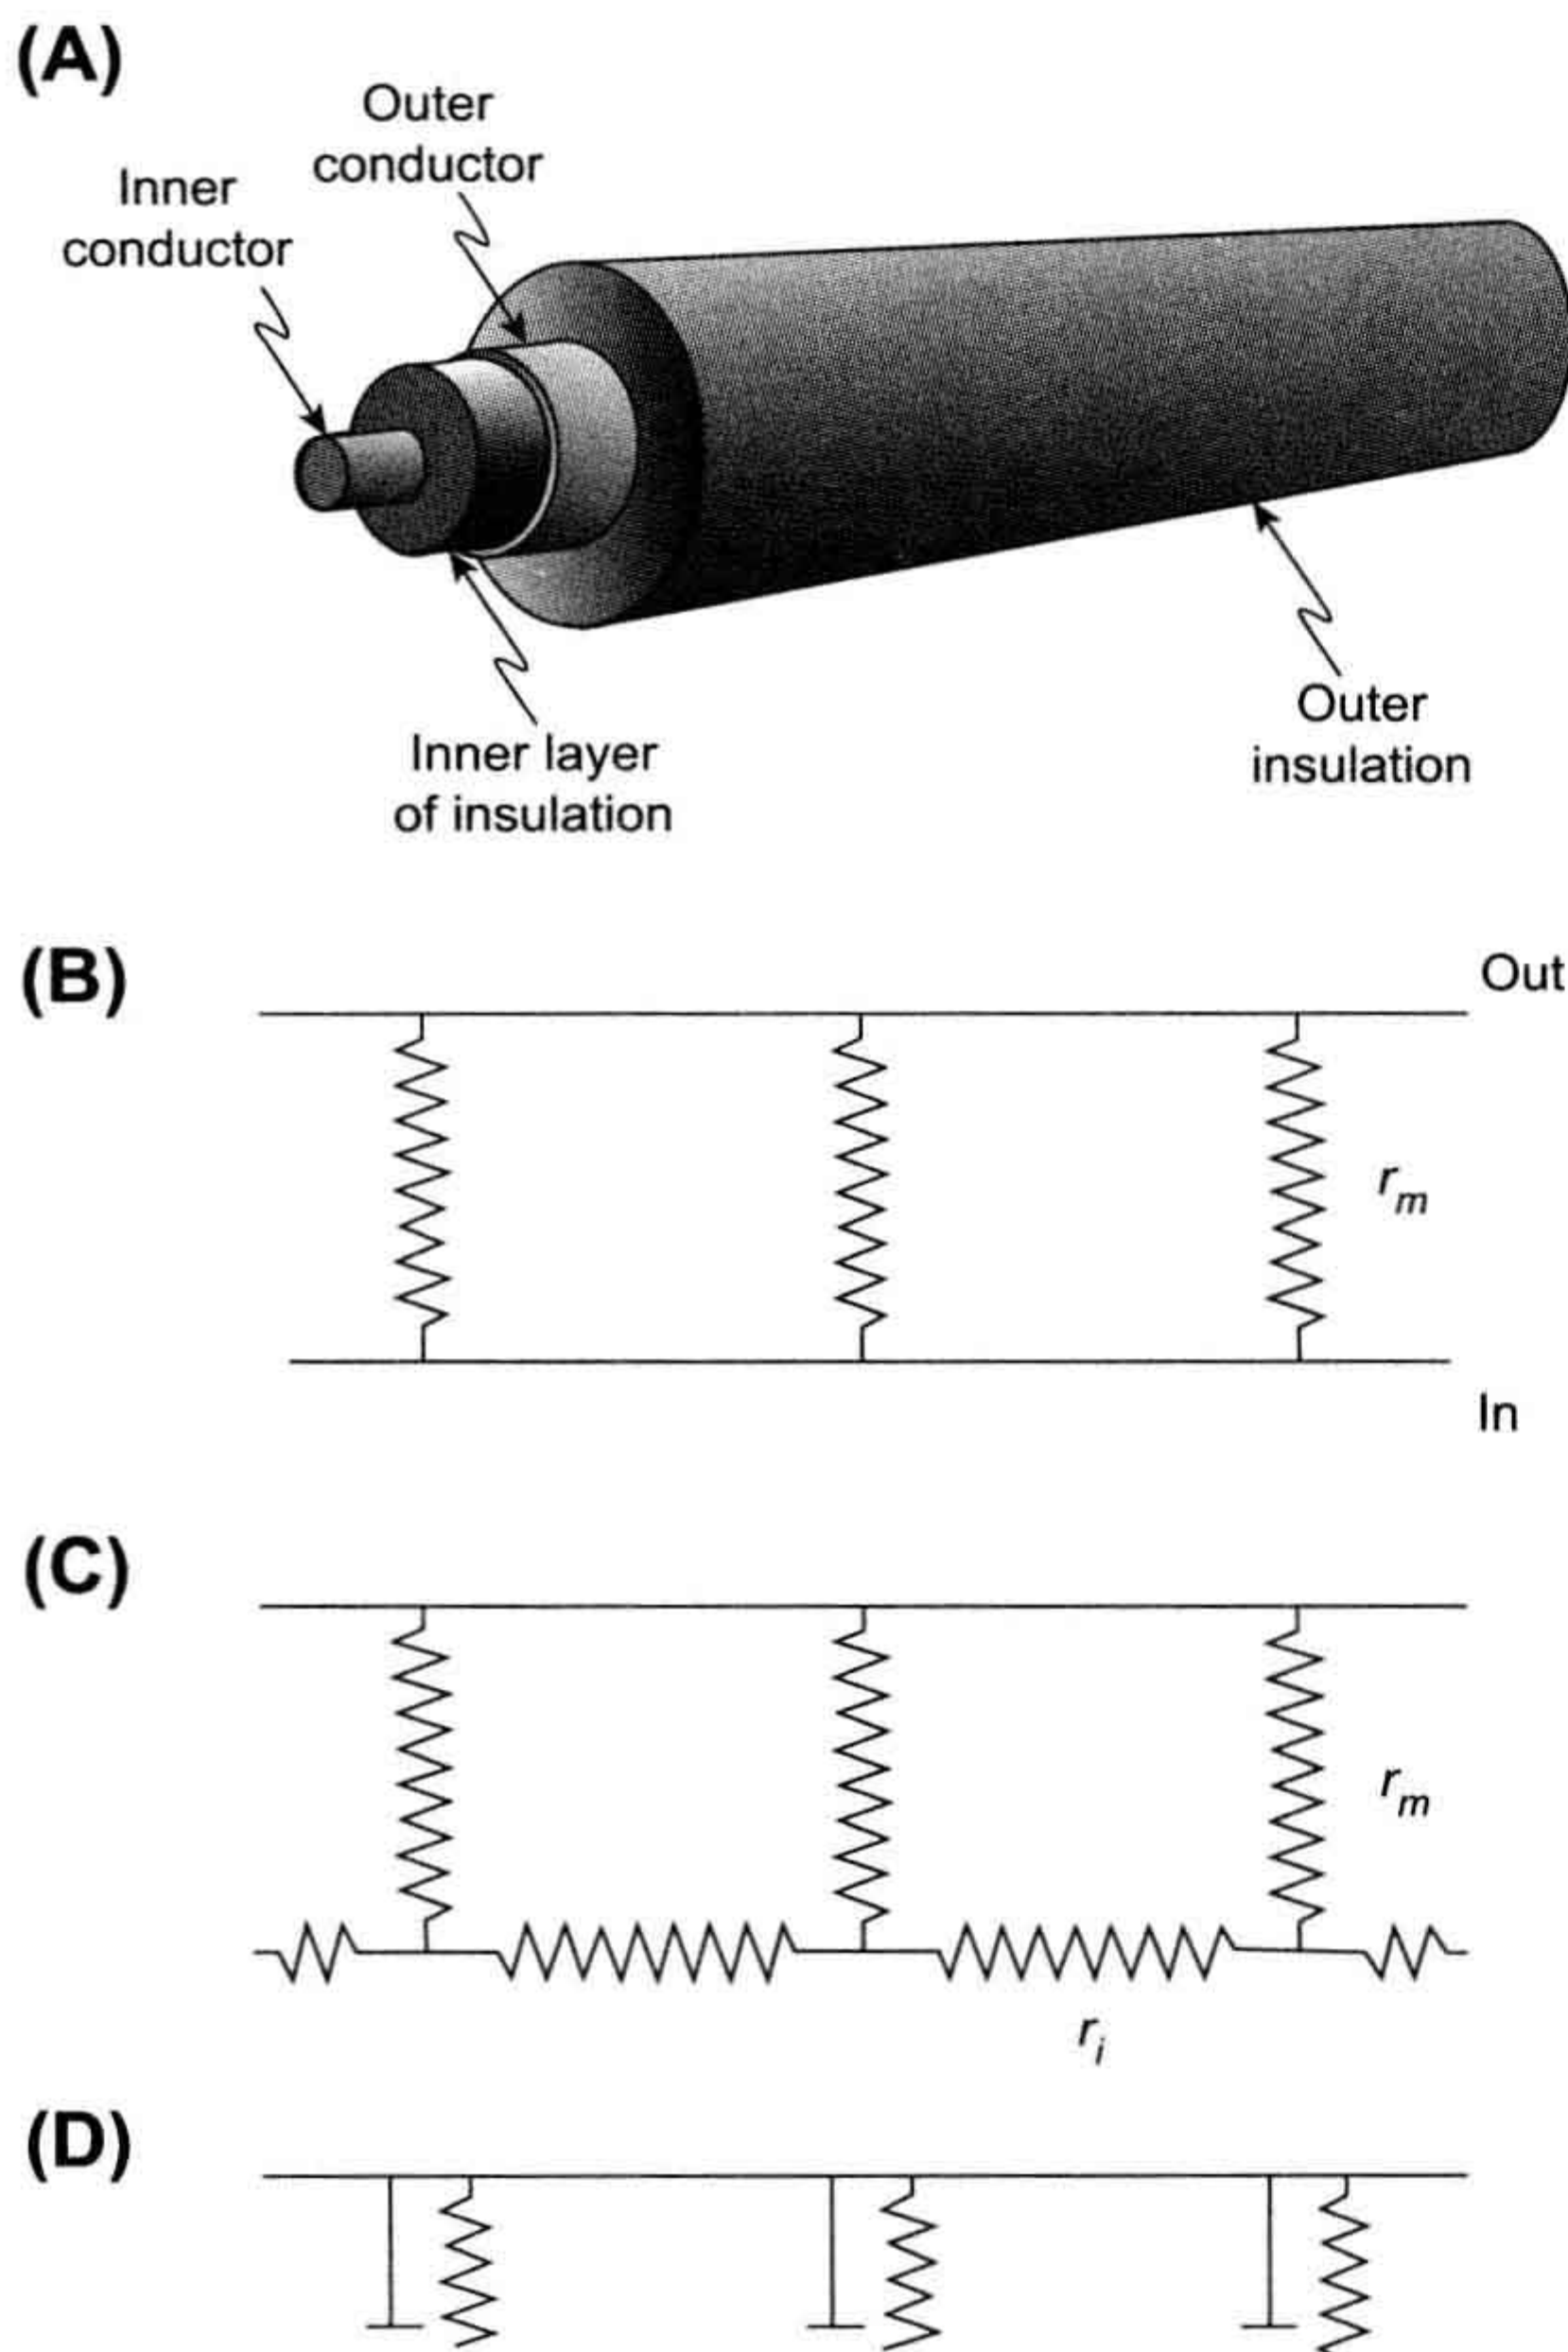 (A)
Outer
conductor
Inner
conductor
Inner layer
of insulation
Outer
insulation
(B)
Out
r_m
In
(C)
r_m
r_i
(D)